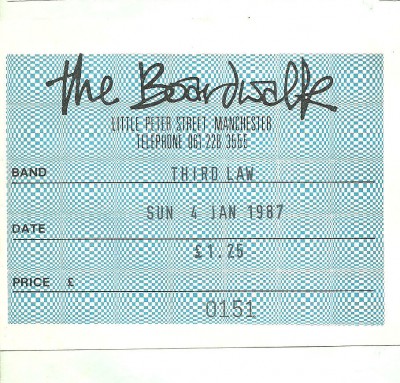 the Boardwalk
LITTLE PETER STREET, MANCHESTER
TELEPHONE 061-228 3555
BAND THIRD LAW
SUN 4 JAN 1987
DATE
£1.25
PRICE £
0151